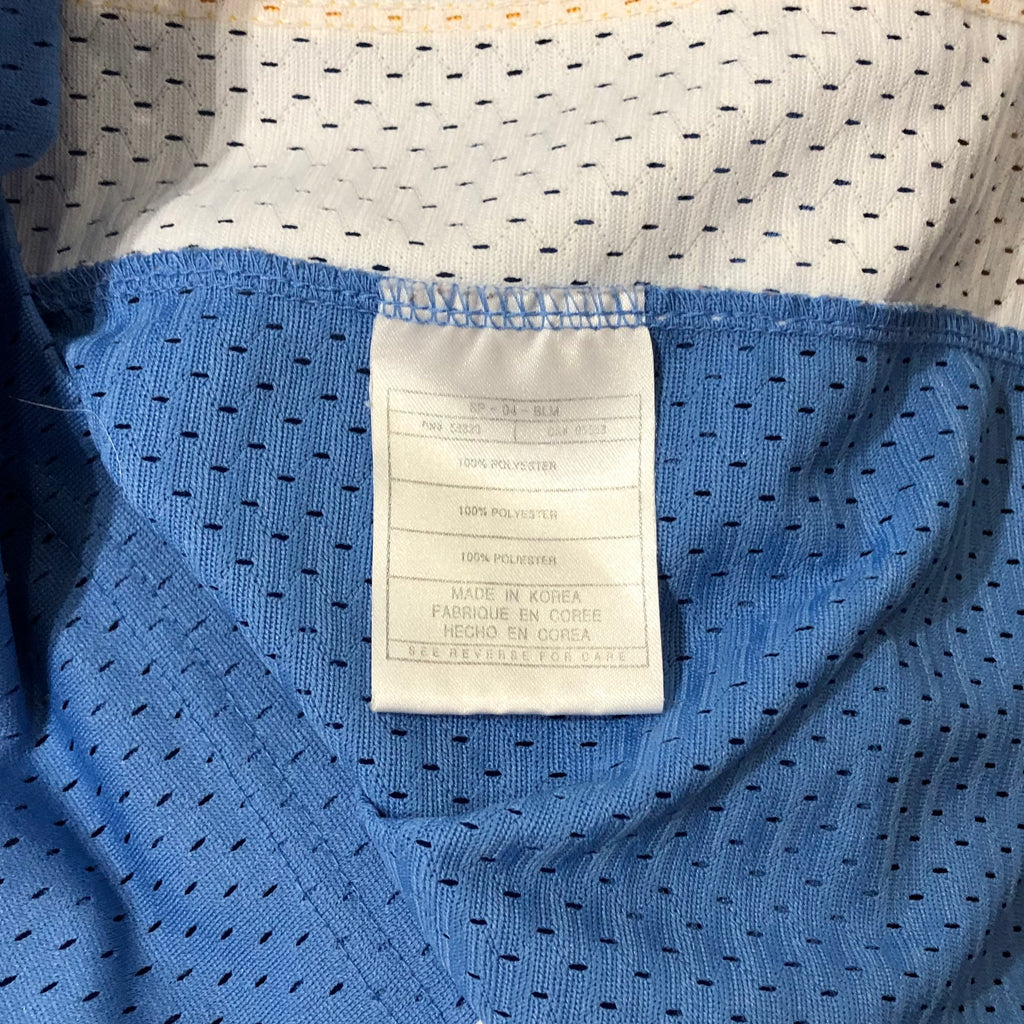 SP - 04 - BLM
100% POLYESTER
100% POLYESTER
100% POLYESTER
MADE IN KOREA
FABRIQUE EN COREE
HECHO EN COREA
SEE REVERSE FOR CARE